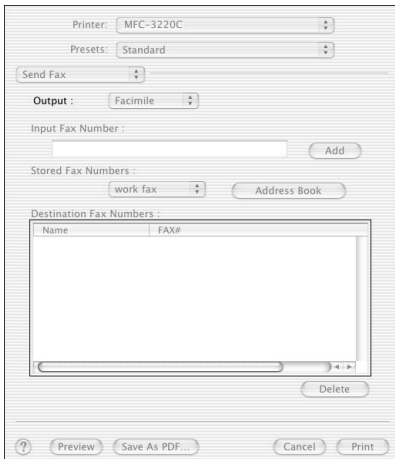 Printer: MFC-3220C
Presets: Standard
Send Fax
Output : Facimile
Input Fax Number :
Add
Stored Fax Numbers :
work fax Address Book
Destination Fax Numbers :
Name FAX#
Delete
? Preview Save As PDF... Cancel Print